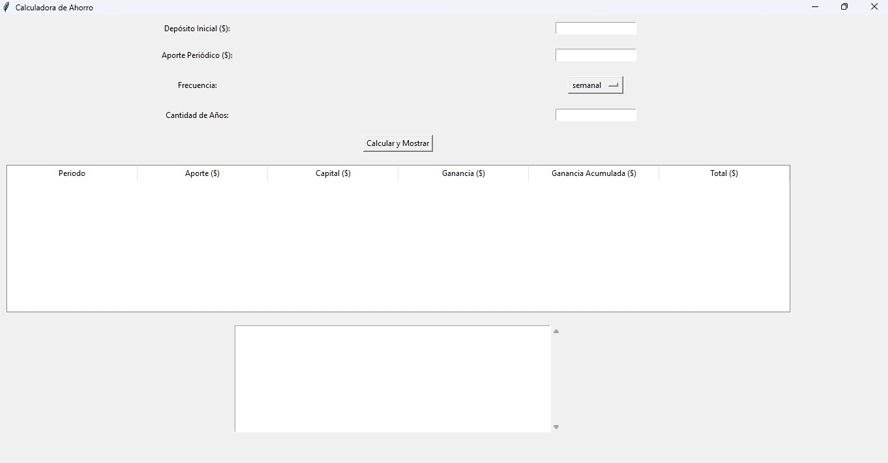 Calculadora de Ahorro
Depósito Inicial ($):
Aporte Periódico ($):
Frecuencia: semanal
Cantidad de Años:
Calcular y Mostrar
Periodo Aporte ($) Capital ($) Ganancia ($) Ganancia Acumulada ($) Total ($)